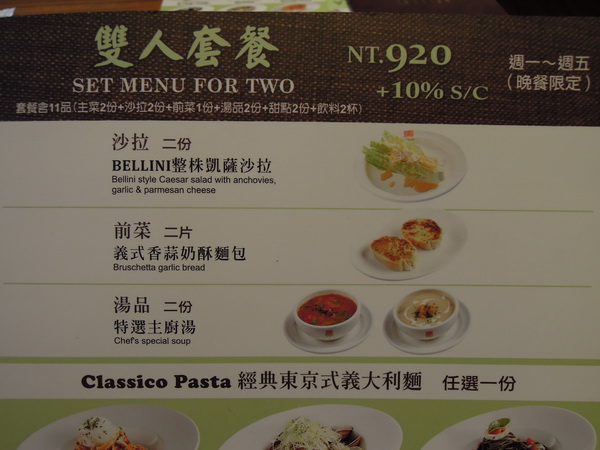 雙人套餐
SET MENU FOR TWO
NT.920
+10% S/C
週一~週五
(晚餐限定)
套餐含11品(主菜2份+沙拉2份+前菜1份+湯品2份+甜點2份+飲料2杯)
沙拉 二份
BELLINI整株凱薩沙拉
Bellini style Caesar salad with anchovies,
garlic & parmesan cheese
前菜 二片
義式香蒜奶酥麵包
Bruschetta garlic bread
湯品 二份
特選主廚湯
Chef's special soup
Classico Pasta 經典東京式義大利麵 任選一份